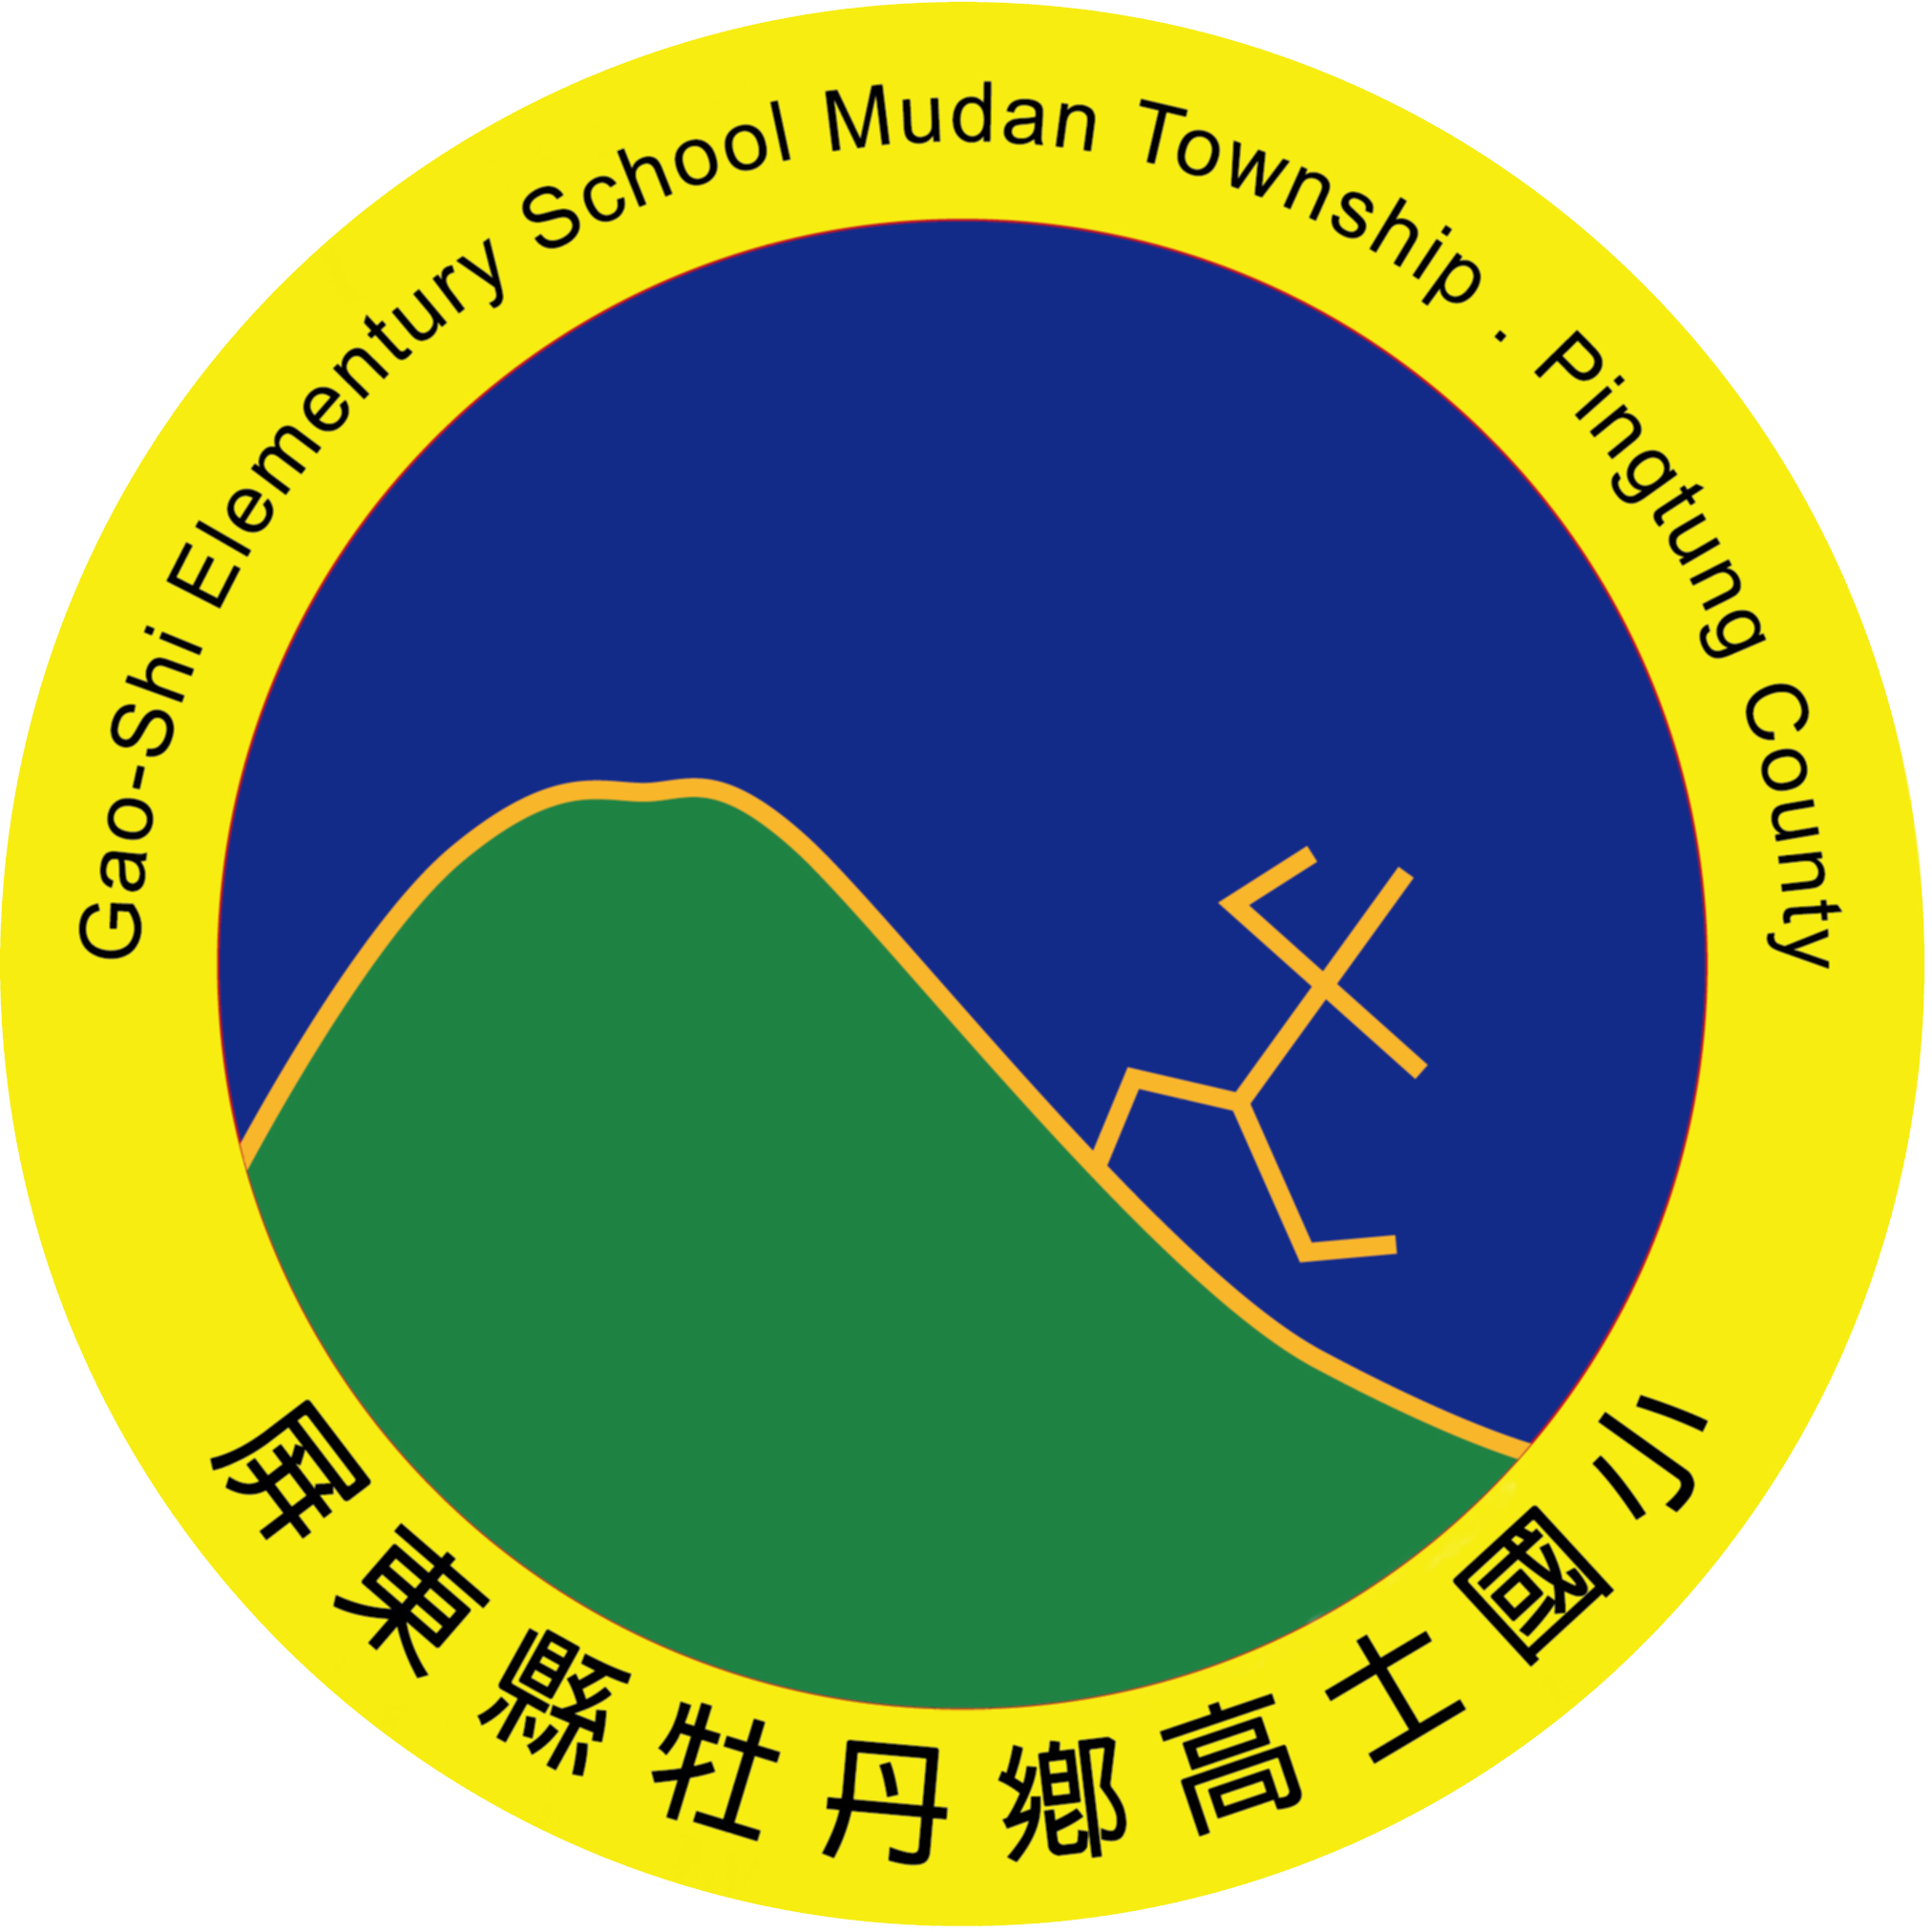 Gao-Shi Elementury School Mudan Township . Pingtung County
屏東縣牡丹鄉高士國小